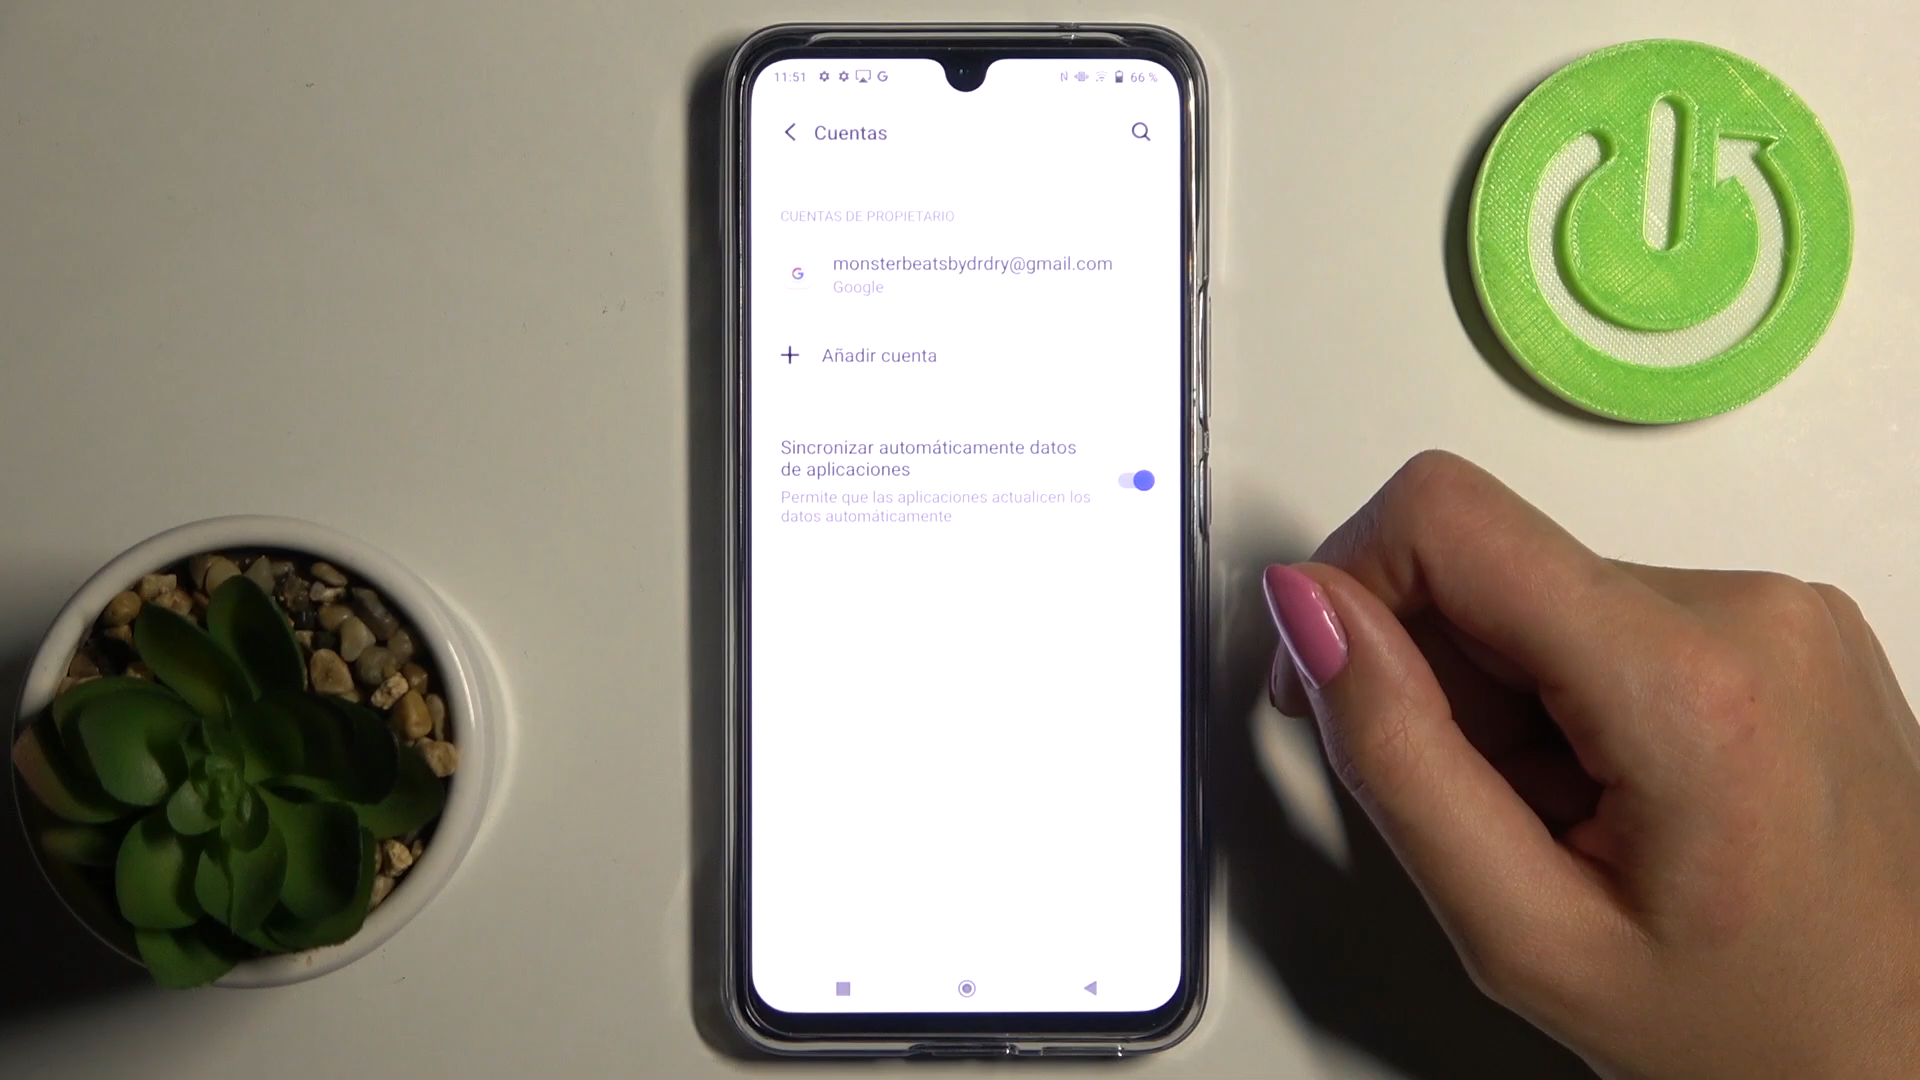 11:51 G N 66 %
Cuentas
CUENTAS DE PROPIETARIO
G
monsterbeatsbydrdry@gmail.com
Google
Añadir cuenta
Sincronizar automáticamente datos
de aplicaciones
Permite que las aplicaciones actualicen los
datos automáticamente